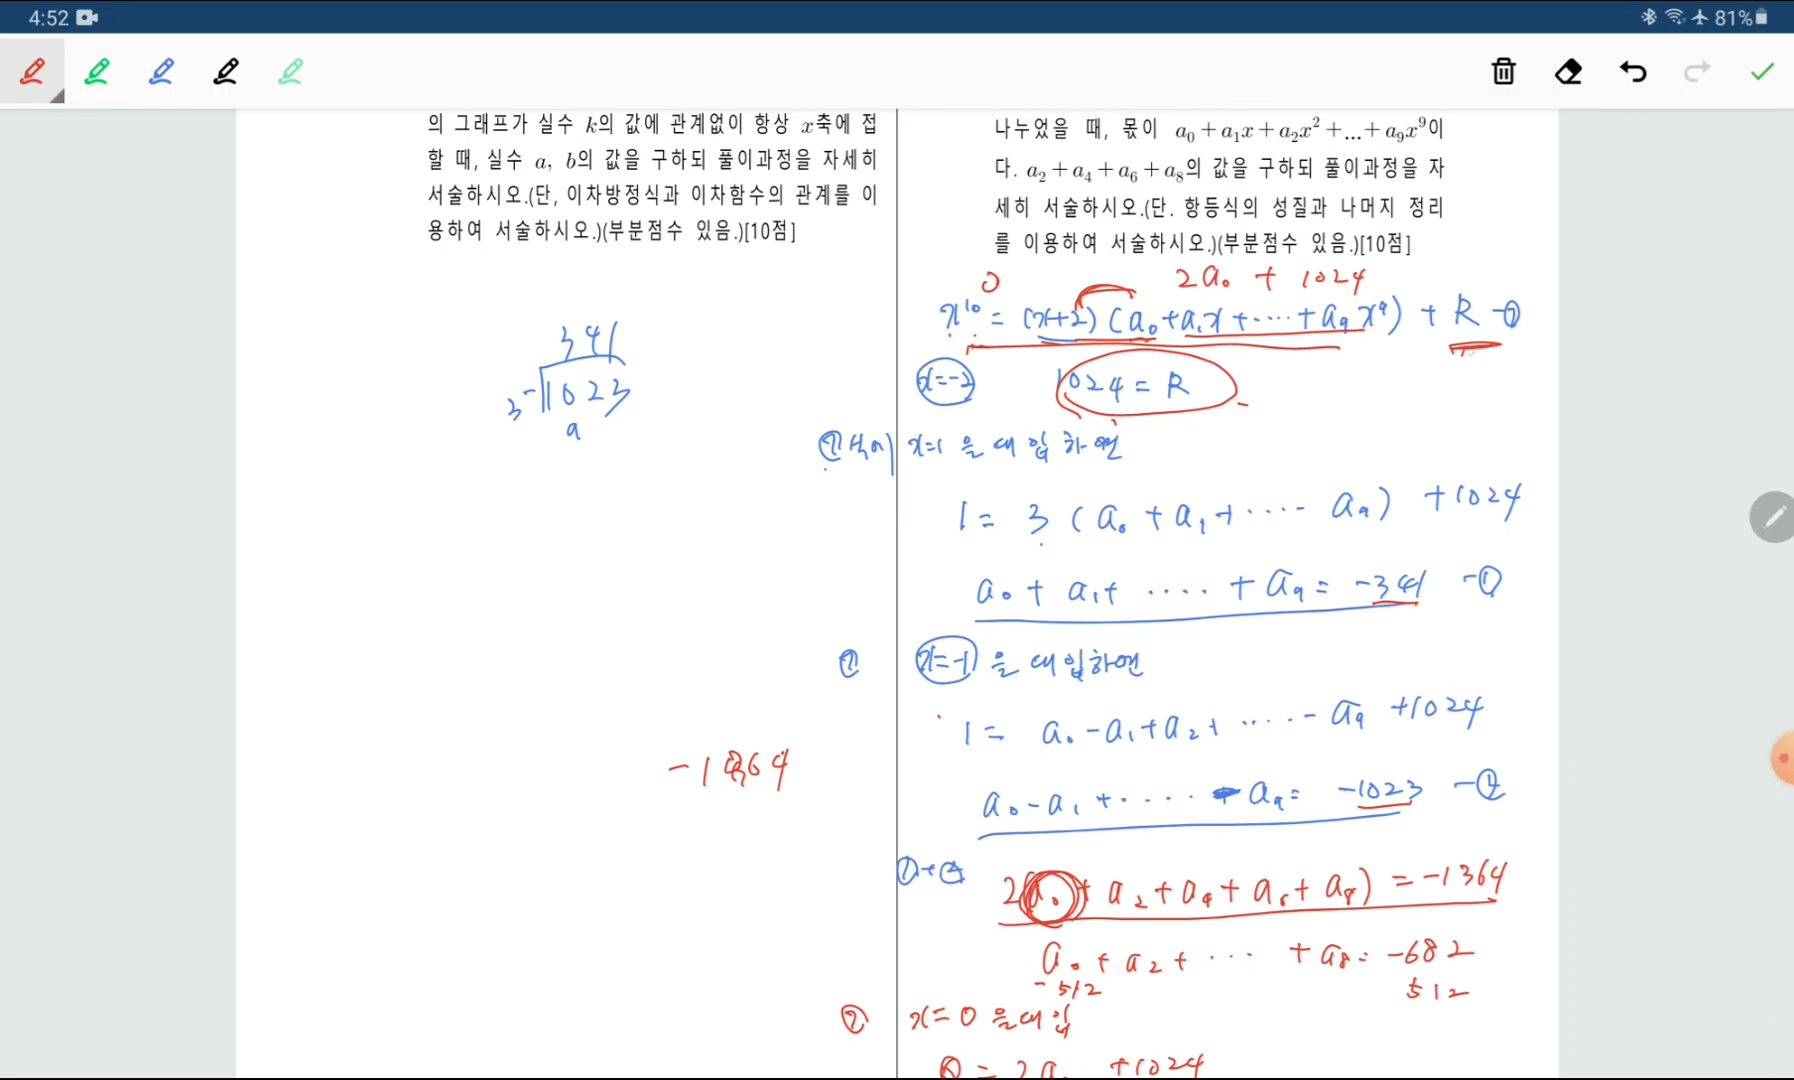 4:52
81%
의 그래프가 실수 k의 값에 관계없이 항상 x축에 접
할 때, 실수 a, b의 값을 구하되 풀이과정을 자세히
서술하시오.(단, 이차방정식과 이차함수의 관계를 이
용하여 서술하시오.)(부분점수 있음.)[10점]
341
3 1023
9
-1364
나누었을 때, 몫이 a₀+a₁x+a₂x²+...+a₉x⁹이
다. a₂+a₄+a₆+a₈의 값을 구하되 풀이과정을 자
세히 서술하시오.(단. 항등식의 성질과 나머지 정리
를 이용하여 서술하시오.)(부분점수 있음.)[10점]
0 2a₀ + 1024
x¹⁰ = (x+2)(a₀+a₁x+····+a₉x⁹) + R -㉠
x=-2 1024 = R
㉠식에 x=1 을 대입하면
1 = 3 (a₀ + a₁ + ···· a₉) +1024
a₀ + a₁ + ···· + a₉ = -341 -①
㉠ x=-1 을 대입하면
1 = a₀ - a₁ + a₂ + ···· - a₉ +1024
a₀ - a₁ + ···· - a₉ = -1023 -②
①+② 2(a₀ + a₂ + a₄ + a₆ + a₈) = -1364
a₀ + a₂ + ··· + a₈ = -682
-512 512
㉠ x=0 을 대입
0 = 2a₀ +1024